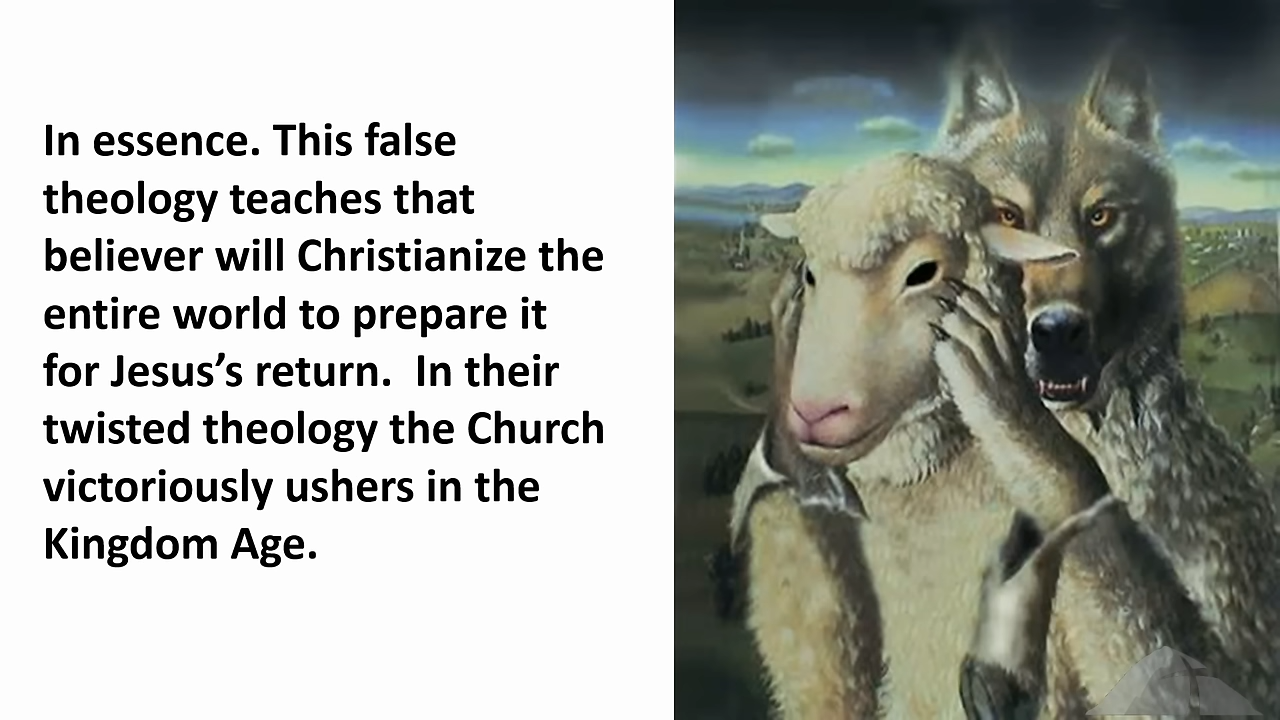 In essence. This false
theology teaches that
believer will Christianize the
entire world to prepare it
for Jesus’s return.  In their
twisted theology the Church
victoriously ushers in the
Kingdom Age.